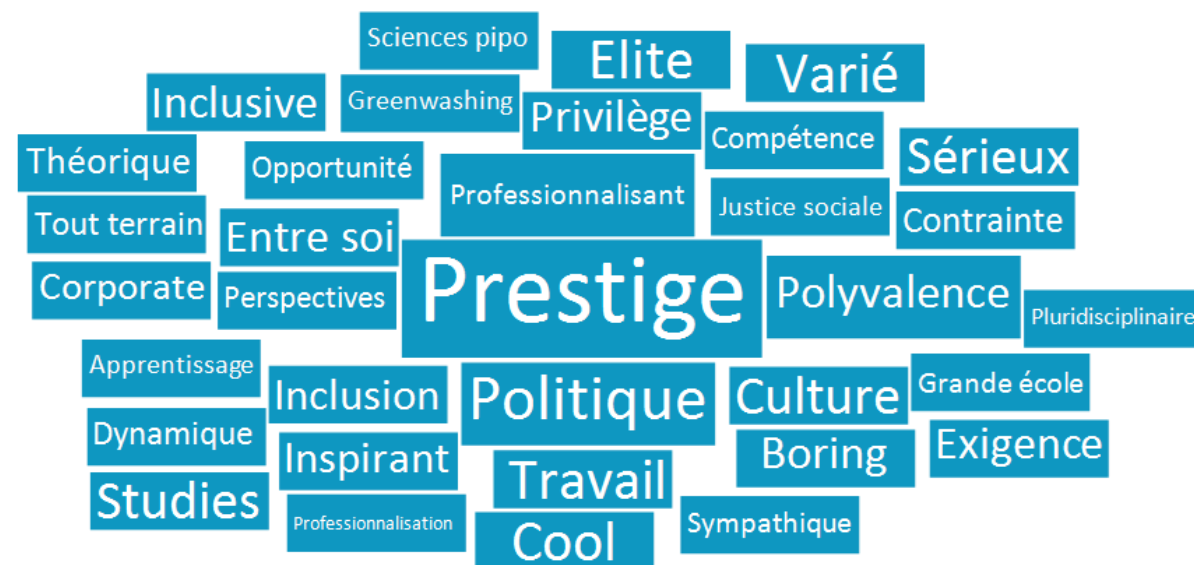 Sciences pipo
Elite
Varié
Inclusive
Greenwashing
Privilège
Compétence
Sérieux
Théorique
Opportunité
Professionnalisant
Justice sociale
Contrainte
Tout terrain
Entre soi
Corporate
Perspectives
Prestige
Polyvalence
Pluridisciplinaire
Apprentissage
Inclusion
Politique
Culture
Grande école
Dynamique
Inspirant
Boring
Exigence
Studies
Travail
Professionnalisation
Cool
Sympathique